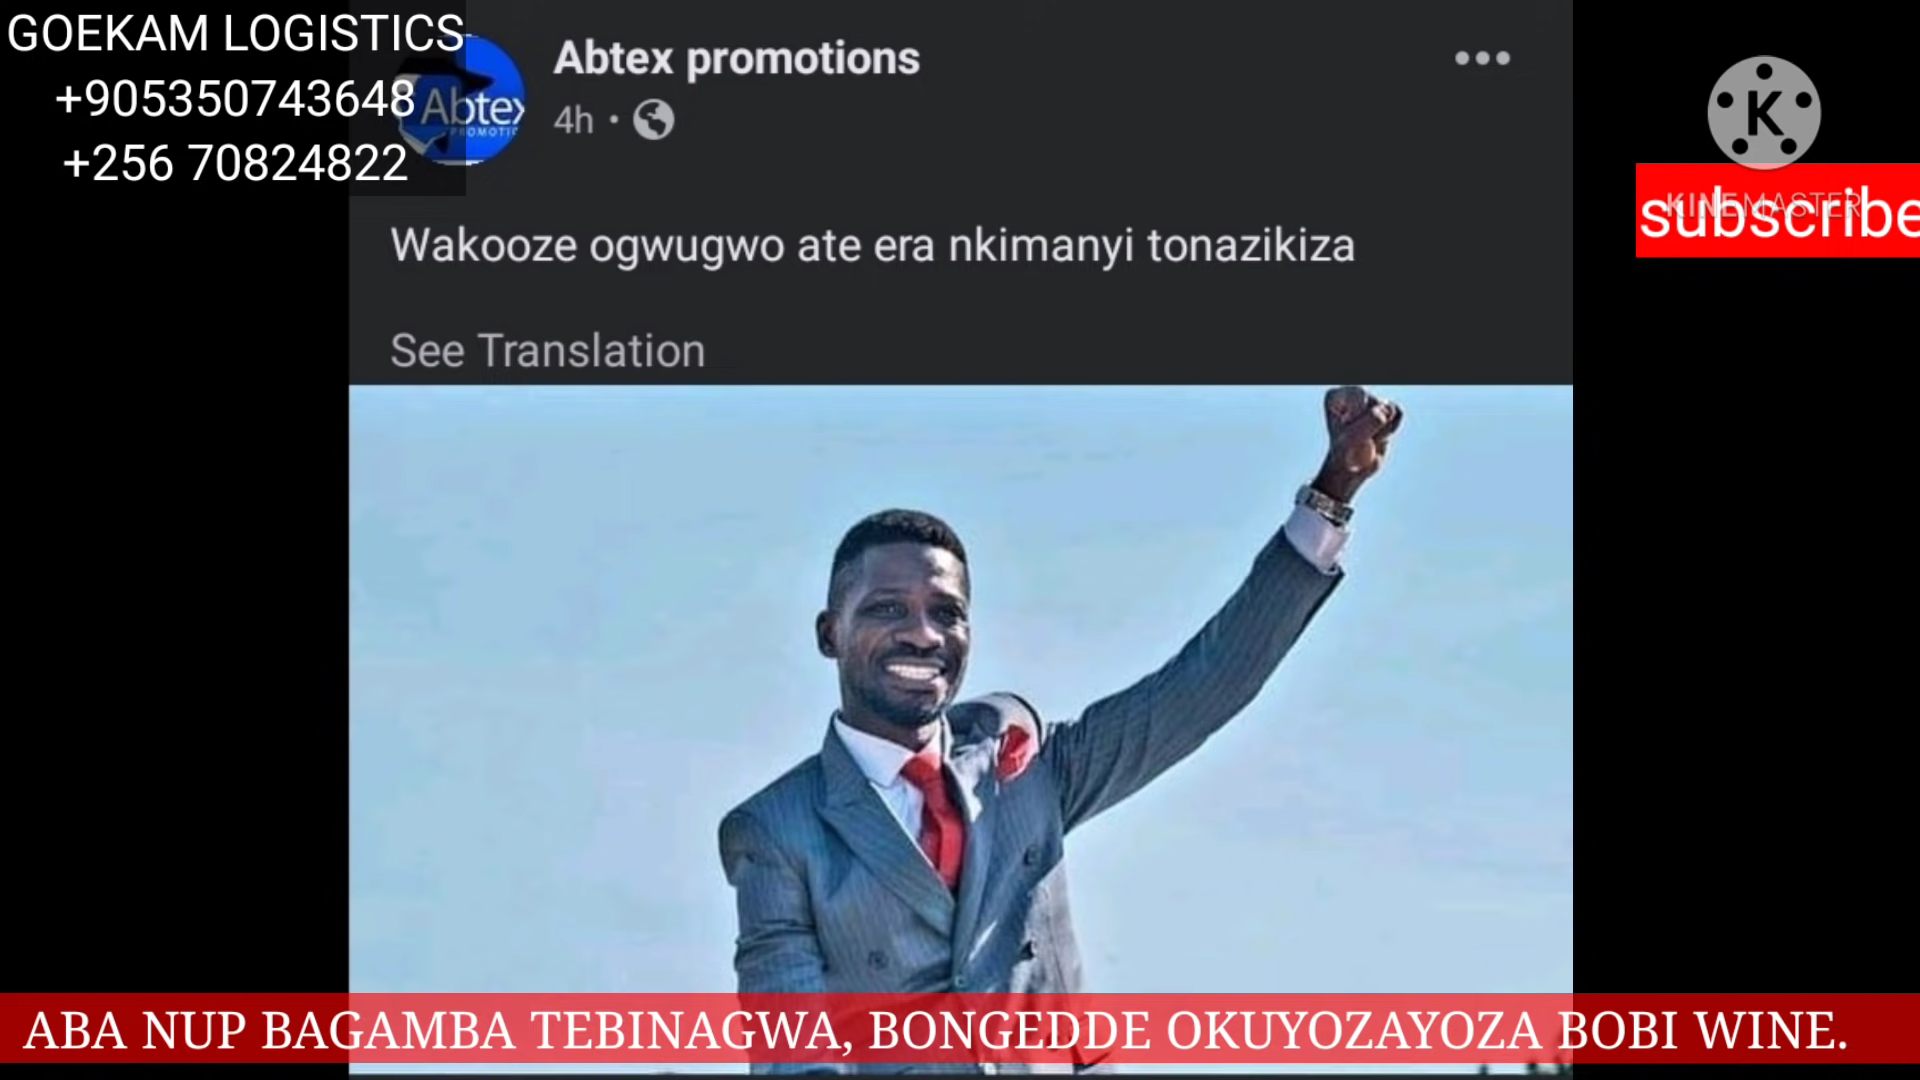 GOEKAM LOGISTICS
+905350743648
+256 70824822
Abtex
PROMOTIO
Abtex promotions
4h
K
KINEMASTER
subscribe
Wakooze ogwugwo ate era nkimanyi tonazikiza
See Translation
ABA NUP BAGAMBA TEBINAGWA, BONGEDDE OKUYOZAYOZA BOBI WINE.